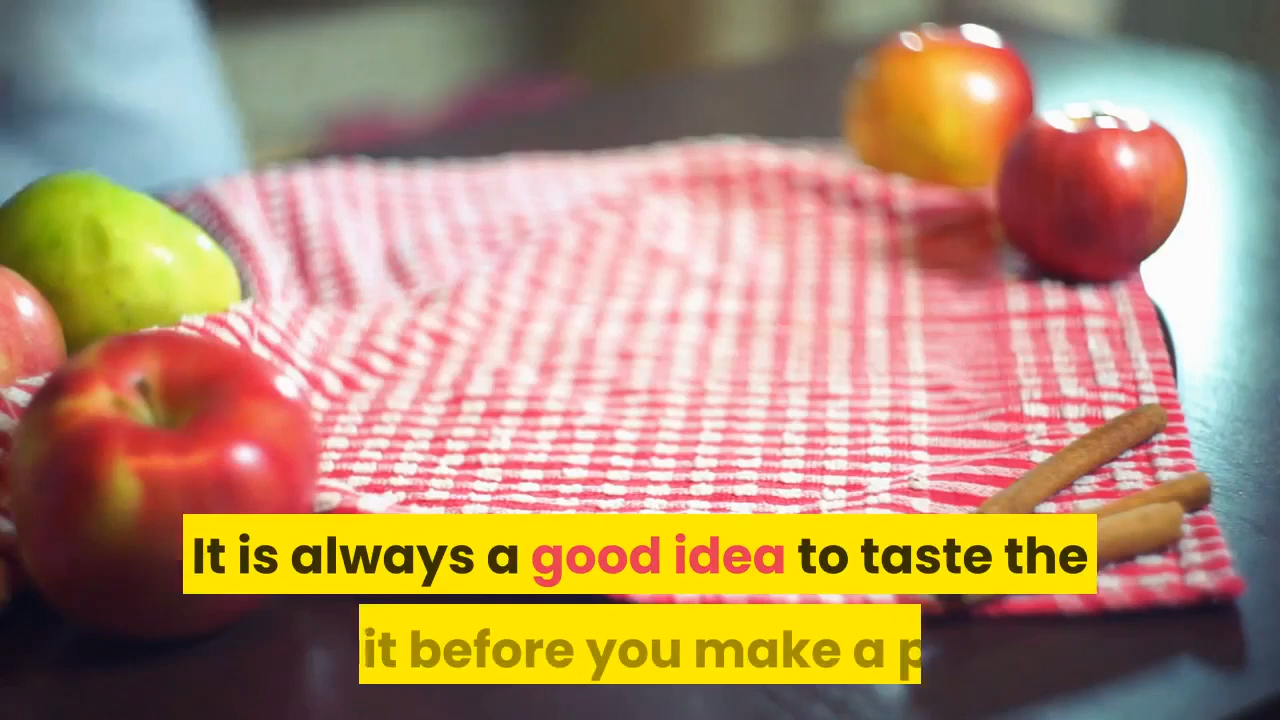 It is always a good idea to taste the
it before you make a